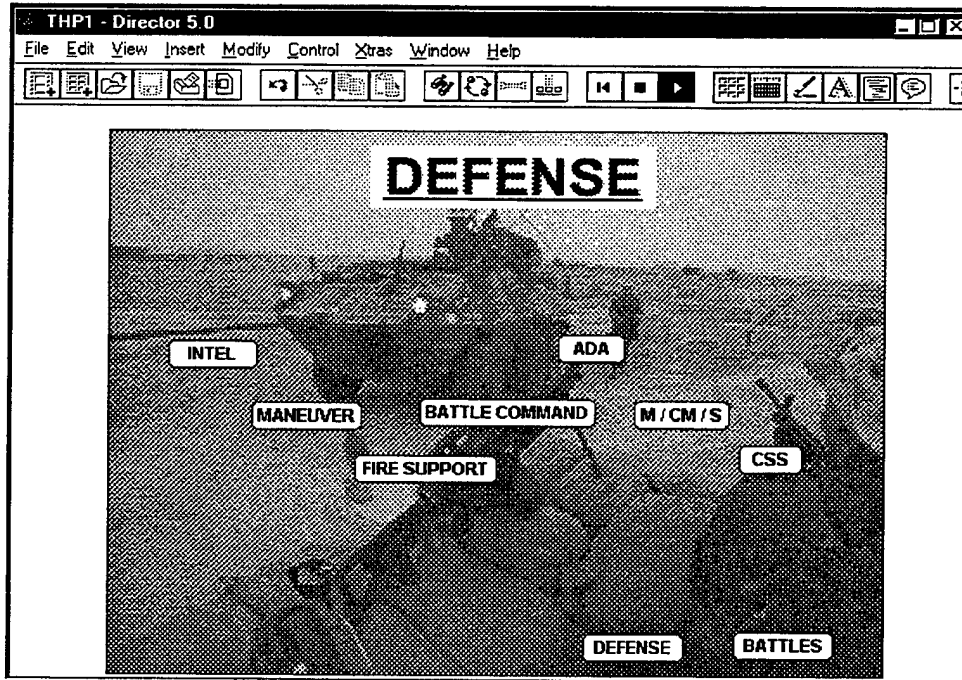 THP1 - Director 5.0
File Edit View Insert Modify Control Xtras Window Help
DEFENSE
INTEL
ADA
MANEUVER
BATTLE COMMAND
M / CM / S
FIRE SUPPORT
CSS
DEFENSE
BATTLES